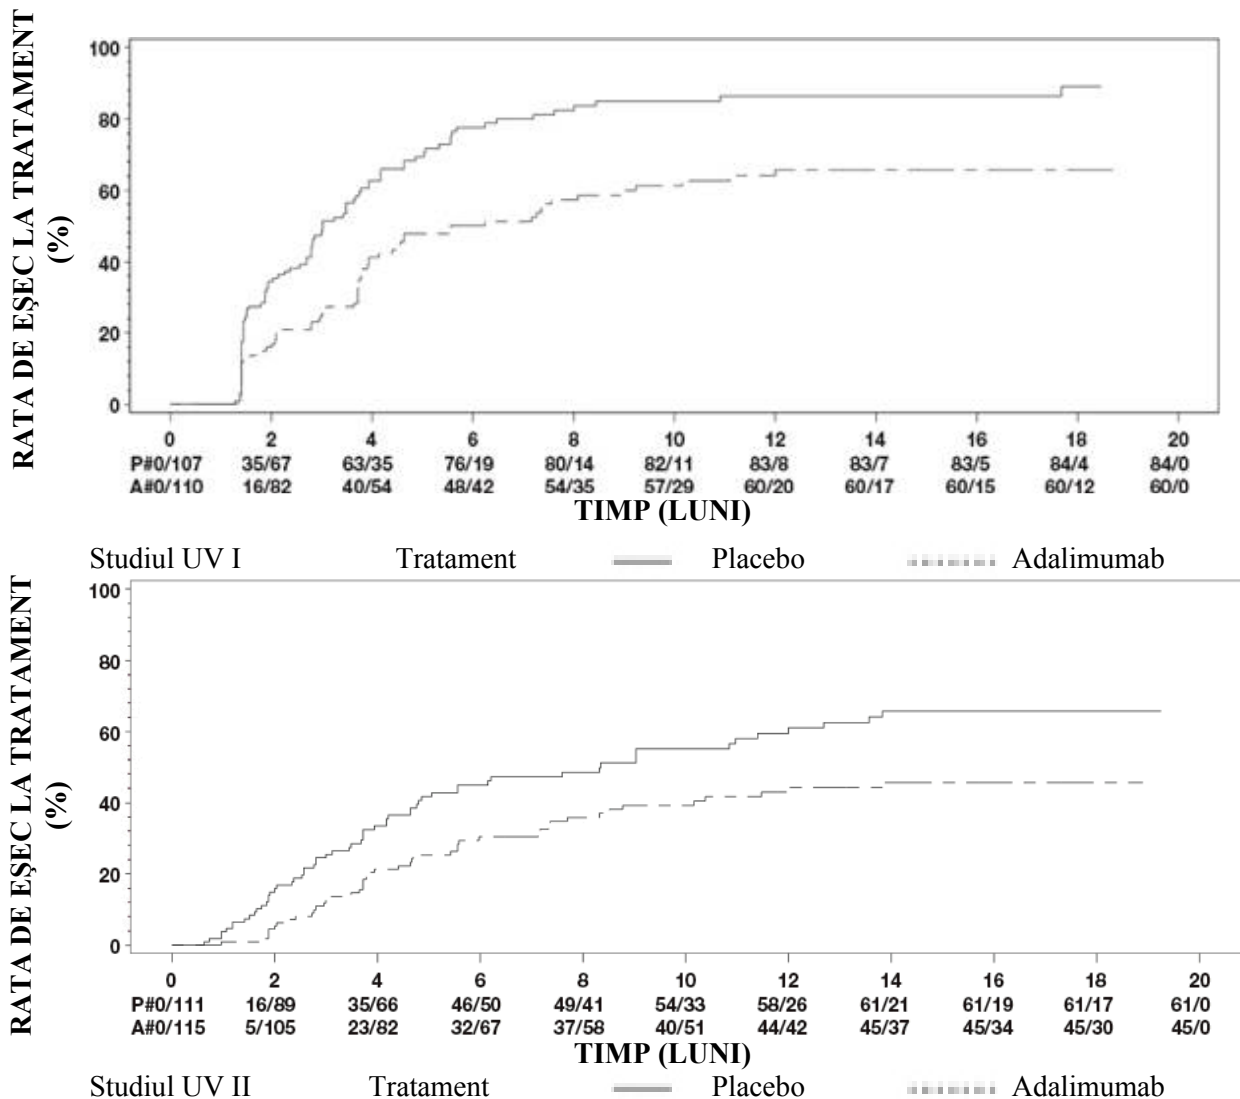 RATA DE EȘEC LA TRATAMENT
(%)
100
80
60
40
20
0
0 2 4 6 8 10 12 14 16 18 20
P#0/107 35/67 63/35 76/19 80/14 82/11 83/8 83/7 83/5 84/4 84/0
A#0/110 16/82 40/54 48/42 54/35 57/29 60/20 60/17 60/15 60/12 60/0
TIMP (LUNI)
Studiul UV I Tratament Placebo Adalimumab
RATA DE EȘEC LA TRATAMENT
(%)
100
80
60
40
20
0
0 2 4 6 8 10 12 14 16 18 20
P#0/111 16/89 35/66 46/50 49/41 54/33 58/26 61/21 61/19 61/17 61/0
A#0/115 5/105 23/82 32/67 37/58 40/51 44/42 45/37 45/34 45/30 45/0
TIMP (LUNI)
Studiul UV II Tratament Placebo Adalimumab